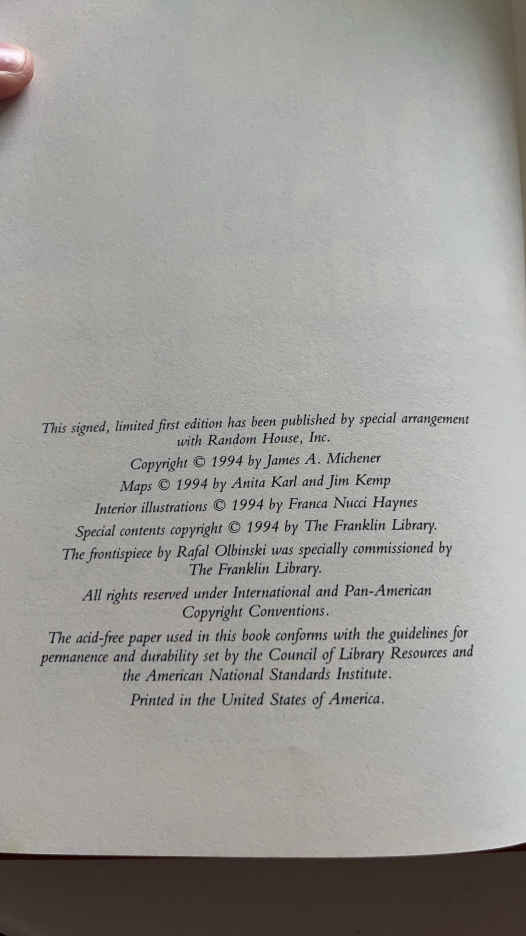 This signed, limited first edition has been published by special arrangement
with Random House, Inc.
Copyright © 1994 by James A. Michener
Maps © 1994 by Anita Karl and Jim Kemp
Interior illustrations © 1994 by Franca Nucci Haynes
Special contents copyright © 1994 by The Franklin Library.
The frontispiece by Rafal Olbinski was specially commissioned by
The Franklin Library.
All rights reserved under International and Pan-American
Copyright Conventions.
The acid-free paper used in this book conforms with the guidelines for
permanence and durability set by the Council of Library Resources and
the American National Standards Institute.
Printed in the United States of America.